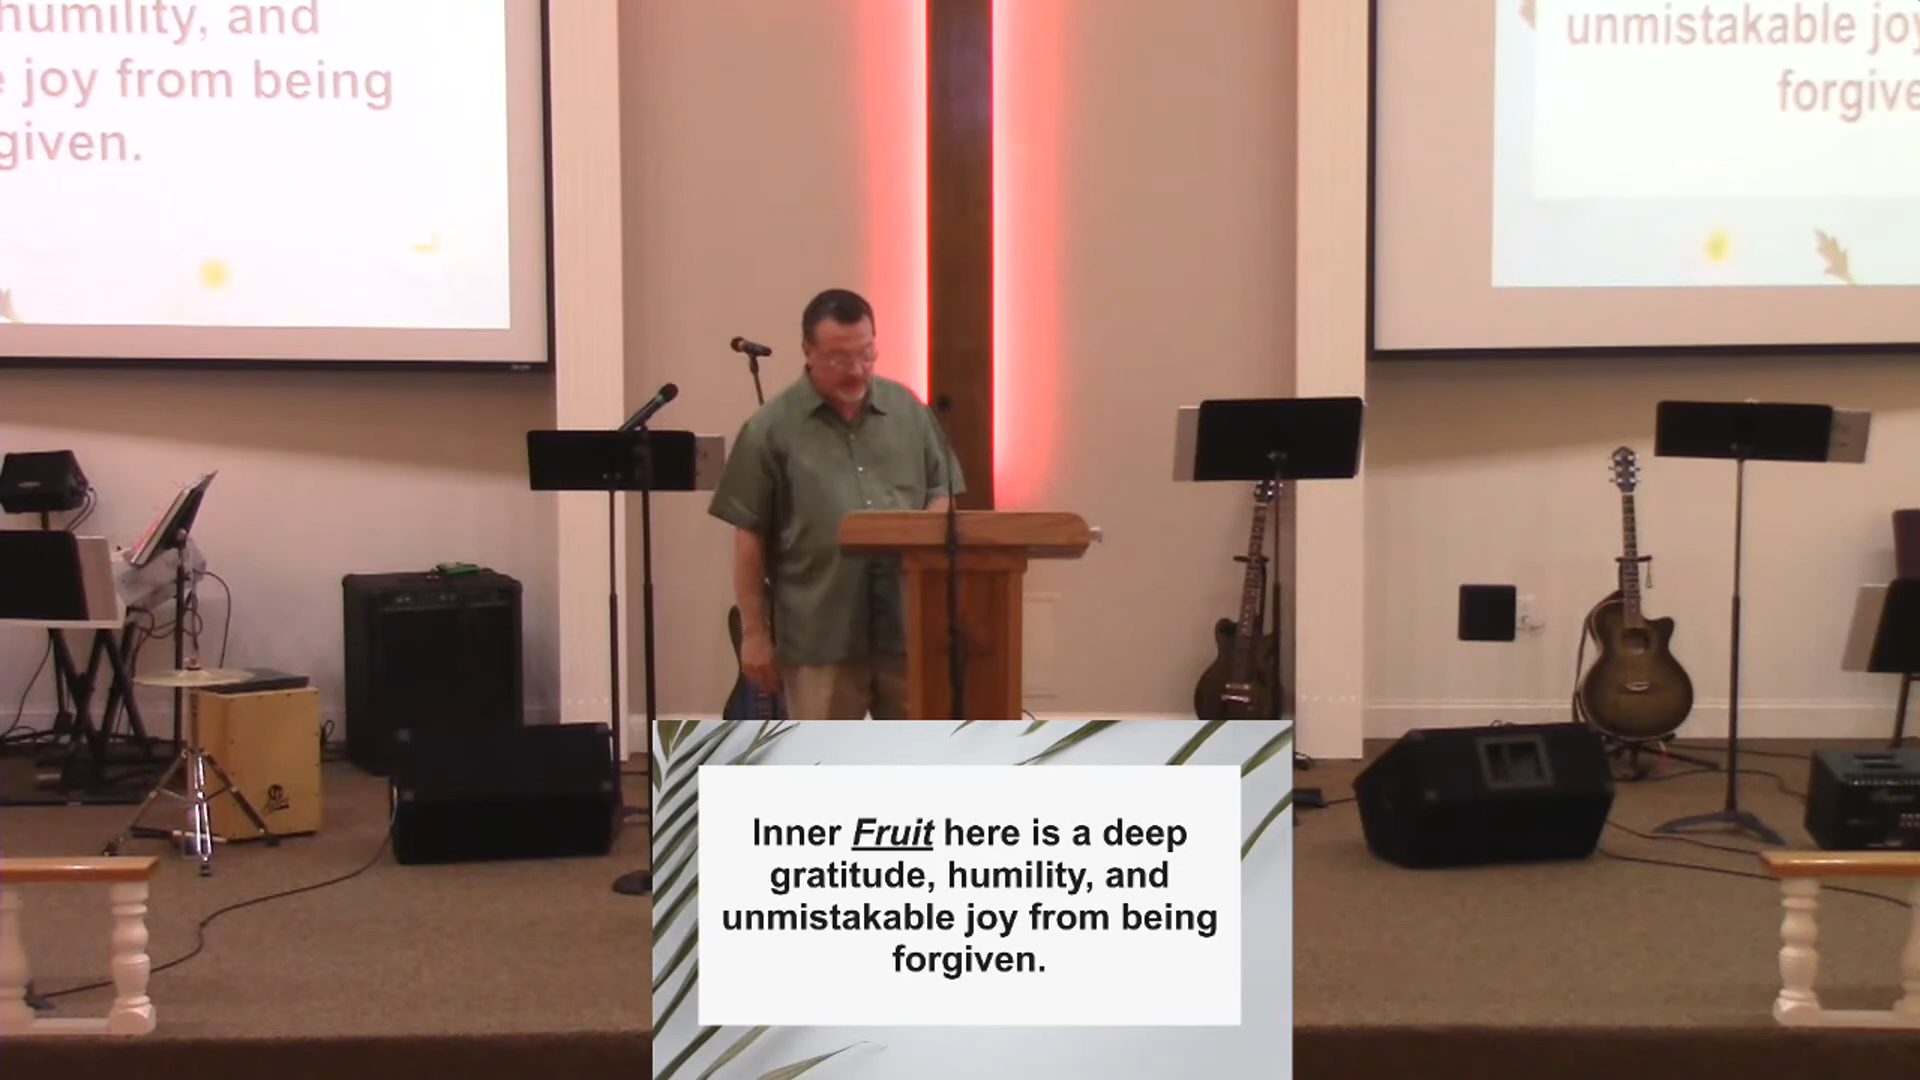 humility, and
joy from being
given.
unmistakable joy
forgive
Inner Fruit here is a deep
gratitude, humility, and
unmistakable joy from being
forgiven.